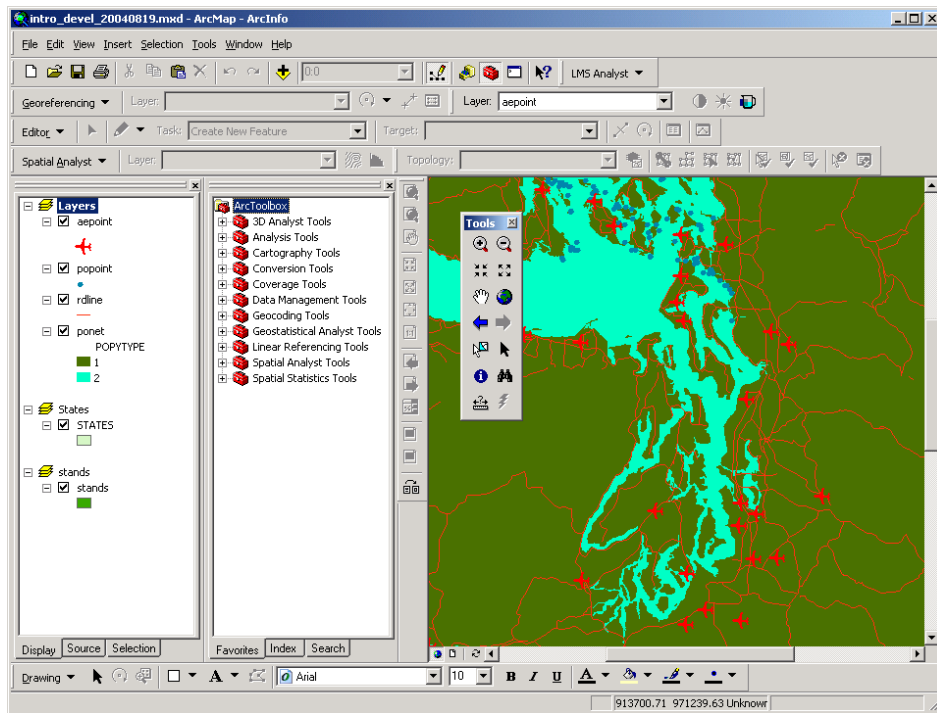 intro_devel_20040819.mxd - ArcMap - ArcInfo
File Edit View Insert Selection Tools Window Help
0:0 LMS Analyst
Georeferencing Layer: Layer: aepoint
Editor Task: Create New Feature Target:
Spatial Analyst Layer: Topology:
Layers
aepoint
popoint
rdline
ponet
POPYTYPE
1
2
States
STATES
stands
stands
Display Source Selection
ArcToolbox
3D Analyst Tools
Analysis Tools
Cartography Tools
Conversion Tools
Coverage Tools
Data Management Tools
Geocoding Tools
Geostatistical Analyst Tools
Linear Referencing Tools
Spatial Analyst Tools
Spatial Statistics Tools
Favorites Index Search
1:1
Tools
Drawing A Arial 10 B I U A
913700.71 971239.63 Unknowr